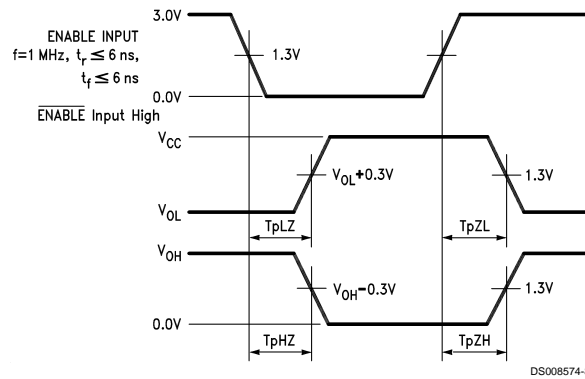 3.0V
ENABLE INPUT
f=1 MHz, tr ≤ 6 ns,
tf ≤ 6 ns
1.3V
0.0V
ENABLE Input High
VCC
VOL+0.3V
1.3V
VOL
TpLZ
TpZL
VOH
VOH−0.3V
1.3V
0.0V
TpHZ
TpZH